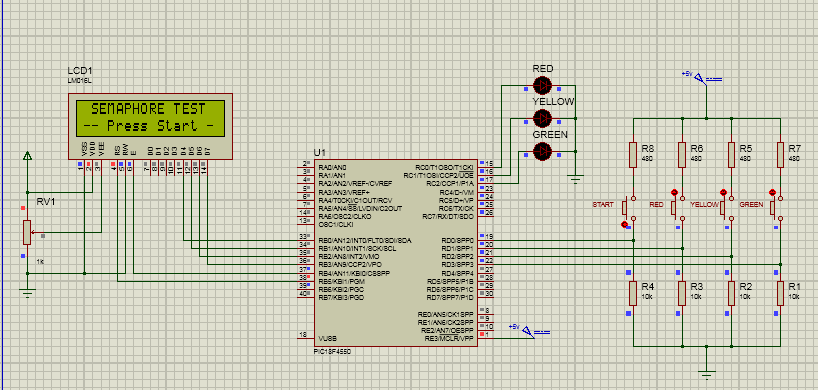 LCD1
LM016L
SEMAPHORE TEST
-- Press Start -
VSS VDD VEE RS RW E D0 D1 D2 D3 D4 D5 D6 D7
1 2 3 4 5 6 7 8 9 10 11 12 13 14
RV1
1k
RED
YELLOW
GREEN
U1
2 RA0/AN0 RC0/T1OSO/T1CKI 15
3 RA1/AN1 RC1/T1OSI/CCP2/UOE 16
4 RA2/AN2/VREF-/CVREF RC2/CCP1/P1A 17
5 RA3/AN3/VREF+ RC4/D-/VM 23
6 RA4/T0CKI/C1OUT/RCV RC5/D+/VP 24
7 RA5/AN4/SS/LVDIN/C2OUT RC6/TX/CK 25
14 RA6/OSC2/CLKO RC7/RX/DT/SDO 26
13 OSC1/CLKI
33 RB0/AN12/INT0/FLT0/SDI/SDA RD0/SPP0 19
34 RB1/AN10/INT1/SCK/SCL RD1/SPP1 20
35 RB2/AN8/INT2/VMO RD2/SPP2 21
36 RB3/AN9/CCP2/VPO RD3/SPP3 22
37 RB4/AN11/KBI0/CSSPP RD4/SPP4 27
38 RB5/KBI1/PGM RD5/SPP5/P1B 28
39 RB6/KBI2/PGC RD6/SPP6/P1C 29
40 RB7/KBI3/PGD RD7/SPP7/P1D 30
RE0/AN5/CK1SPP 8
RE1/AN6/CK2SPP 9
RE2/AN7/OESPP 10
18 VUSB RE3/MCLR/VPP 1
PIC18F4550
+5v
+5v
R8
480
R6
480
R5
480
R7
480
START
RED
YELLOW
GREEN
R4
10k
R3
10k
R2
10k
R1
10k